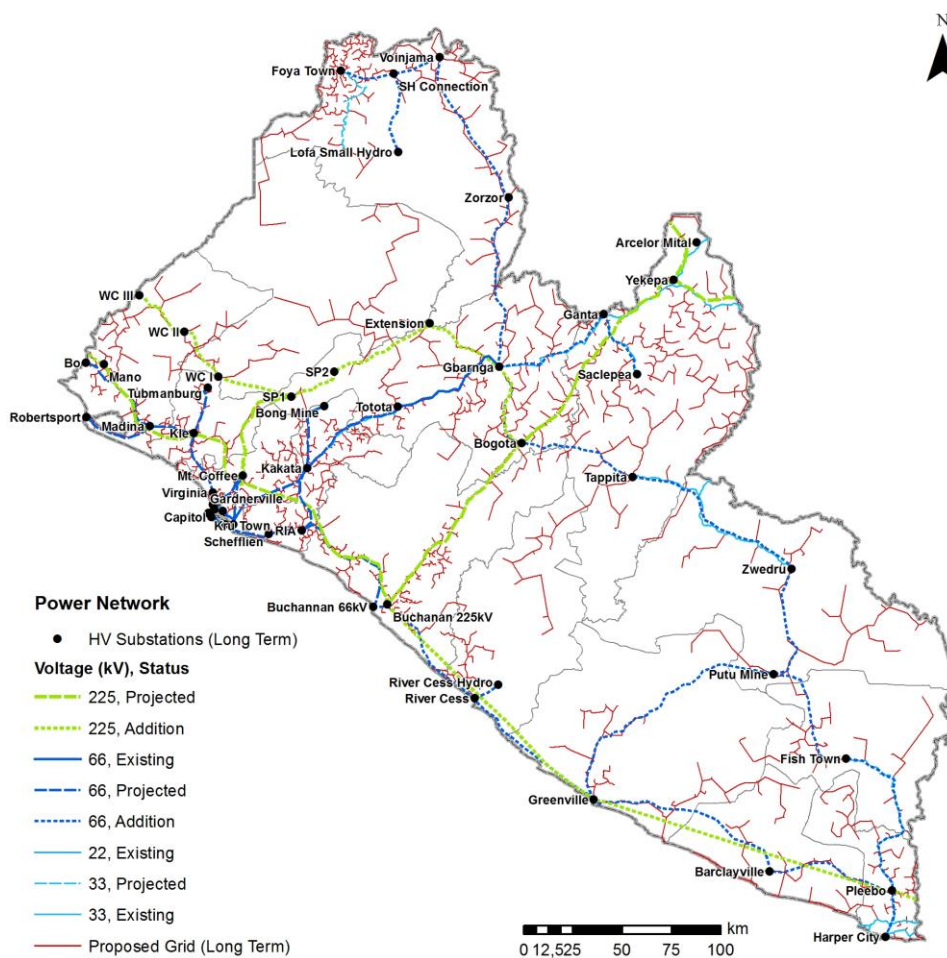 N
Voinjama
Foya Town
SH Connection
Lofa Small Hydro
Zorzor
Arcelor Mital
Yekepa
WC III
WC II
Extension
Ganta
Bo
Mano
WC I
SP2
Gbarnga
Saclepea
Tubmanburg
SP1
Bong Mine
Totota
Robertsport
Madina
Kle
Bogota
Kakata
Mt. Coffee
Tappita
Virginia
Gardnerville
Capitol
Kru Town
RIA
Schefflien
Zwedru
Buchannan 66kV
Buchanan 225kV
River Cess Hydro
River Cess
Putu Mine
Fish Town
Greenville
Barclayville
Pleebo
Harper City
Power Network
HV Substations (Long Term)
Voltage (kV), Status
225, Projected
225, Addition
66, Existing
66, Projected
66, Addition
22, Existing
33, Projected
33, Existing
Proposed Grid (Long Term)
km
0 12,525 50 75 100